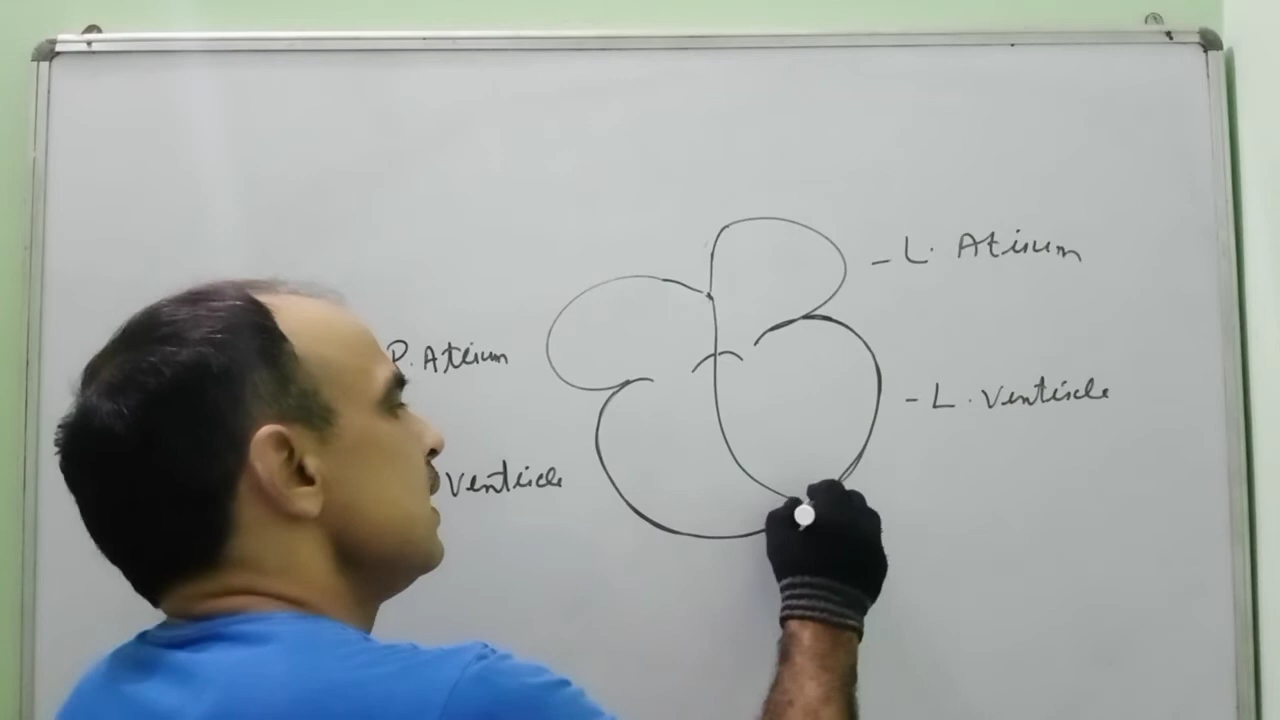 - L. Atrium
R. Atrium
- L. Ventricle
Ventricle